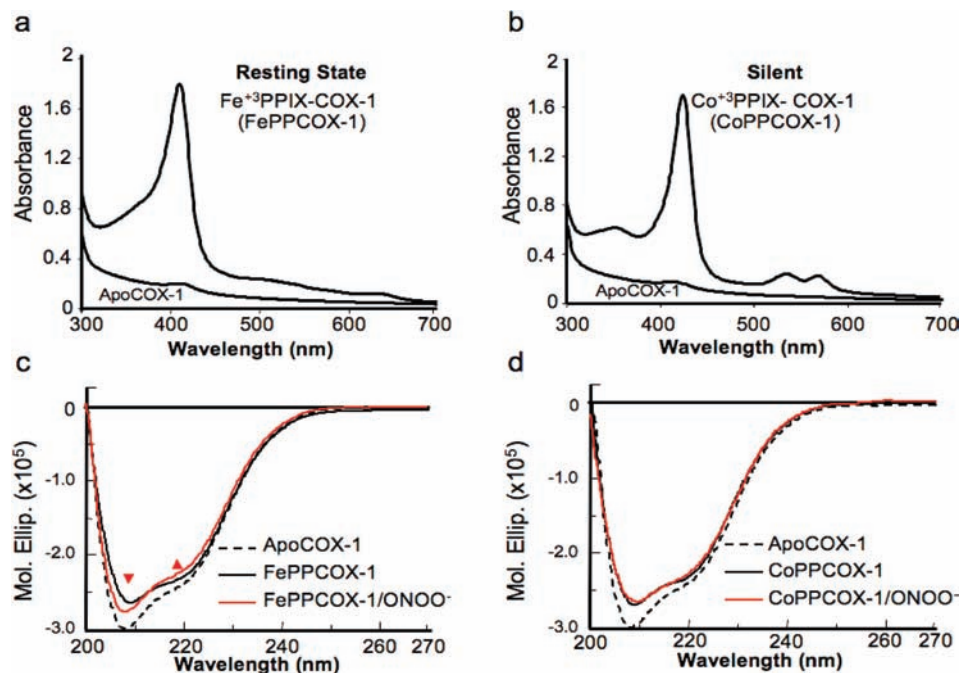 a
2
1.6
1.2
0.8
0.4
0
Absorbance
Resting State
Fe+3PPIX-COX-1
(FePPCOX-1)
ApoCOX-1
300 400 500 600 700
Wavelength (nm)
b
2
1.6
1.2
0.8
0.4
0
Absorbance
Silent
Co+3PPIX- COX-1
(CoPPCOX-1)
ApoCOX-1
300 400 500 600 700
Wavelength (nm)
c
0
-1.0
-2.0
-3.0
Mol. Ellip. (x10⁵)
ApoCOX-1
FePPCOX-1
FePPCOX-1/ONOO⁻
200 220 240 260 270
Wavelength (nm)
d
0
-1.0
-2.0
-3.0
Mol. Ellip. (x10⁵)
ApoCOX-1
CoPPCOX-1
CoPPCOX-1/ONOO⁻
200 220 240 260 270
Wavelength (nm)